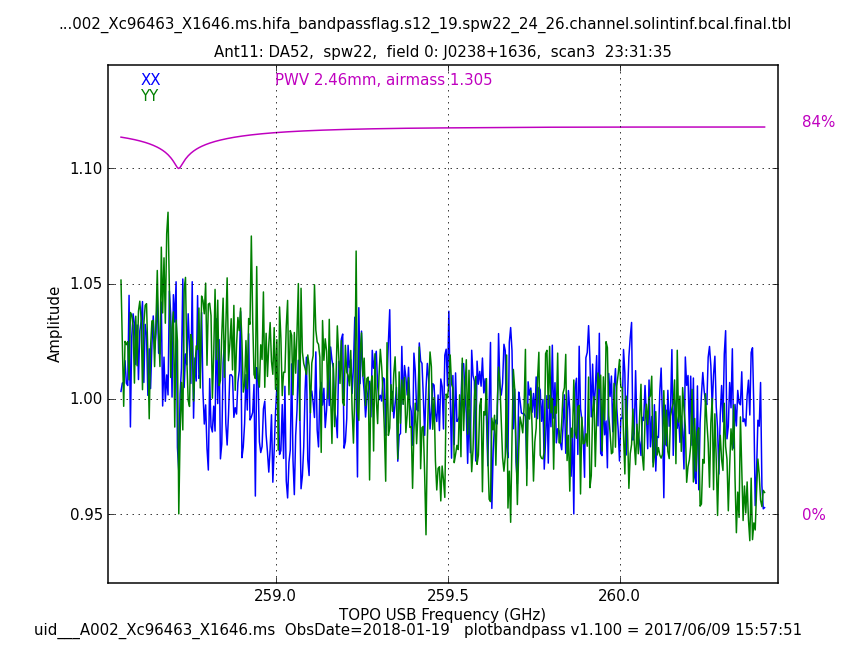 ...002_Xc96463_X1646.ms.hifa_bandpassflag.s12_19.spw22_24_26.channel.solintinf.bcal.final.tbl
Ant11: DA52,  spw22,  field 0: J0238+1636,  scan3  23:31:35
XX
PWV 2.46mm, airmass 1.305
YY
84%
1.10
1.05
Amplitude
1.00
0.95
0%
259.0
259.5
260.0
TOPO USB Frequency (GHz)
uid___A002_Xc96463_X1646.ms  ObsDate=2018-01-19   plotbandpass v1.100 = 2017/06/09 15:57:51